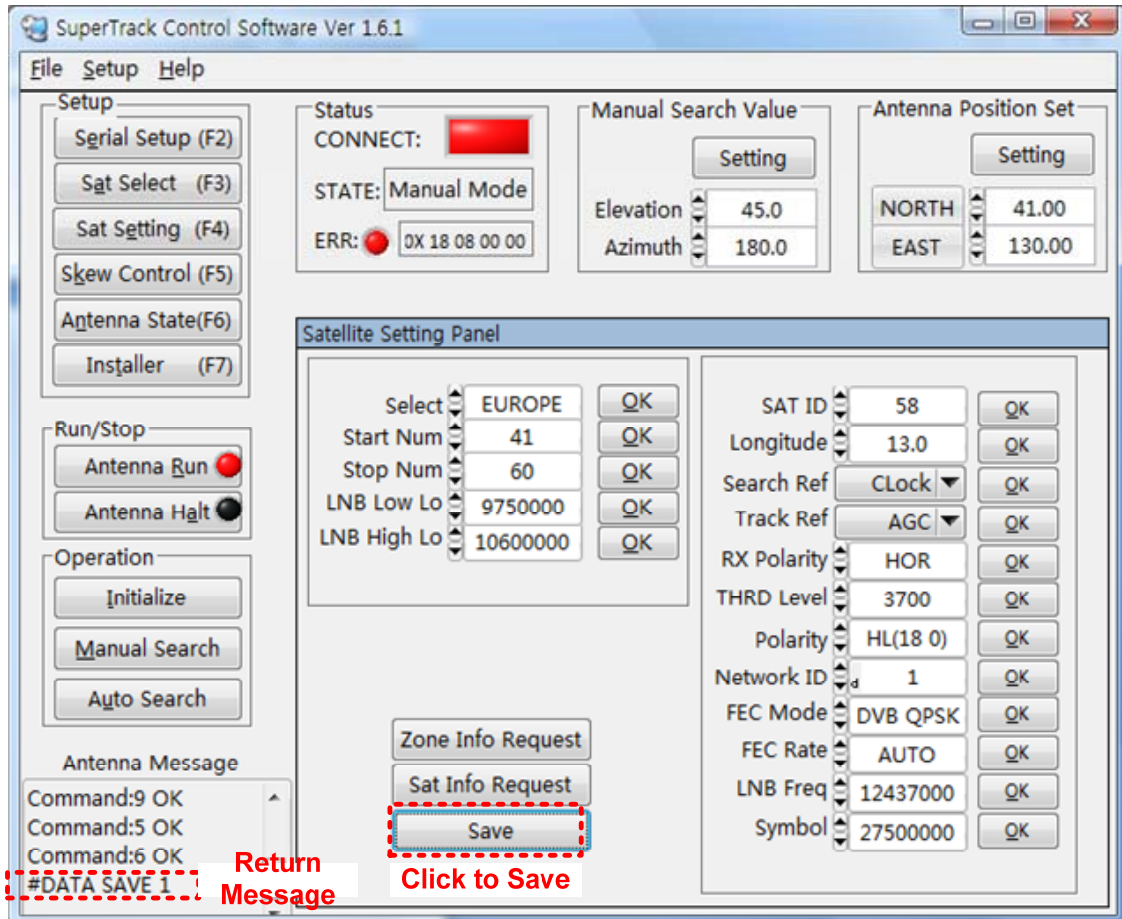 SuperTrack Control Software Ver 1.6.1
File Setup Help
Setup
Serial Setup (F2)
Sat Select (F3)
Sat Setting (F4)
Skew Control (F5)
Antenna State(F6)
Installer (F7)
Run/Stop
Antenna Run
Antenna Halt
Operation
Initialize
Manual Search
Auto Search
Antenna Message
Command:9 OK
Command:5 OK
Command:6 OK
#DATA SAVE 1
Return
Message
Status
CONNECT:
STATE: Manual Mode
ERR: 0X 18 08 00 00
Manual Search Value
Setting
Elevation 45.0
Azimuth 180.0
Antenna Position Set
Setting
NORTH 41.00
EAST 130.00
Satellite Setting Panel
Select EUROPE OK
Start Num 41 OK
Stop Num 60 OK
LNB Low Lo 9750000 OK
LNB High Lo 10600000 OK
Zone Info Request
Sat Info Request
Save
Click to Save
SAT ID 58 OK
Longitude 13.0 OK
Search Ref CLock OK
Track Ref AGC OK
RX Polarity HOR OK
THRD Level 3700 OK
Polarity HL(18 0) OK
Network ID d 1 OK
FEC Mode DVB QPSK OK
FEC Rate AUTO OK
LNB Freq 12437000 OK
Symbol 27500000 OK